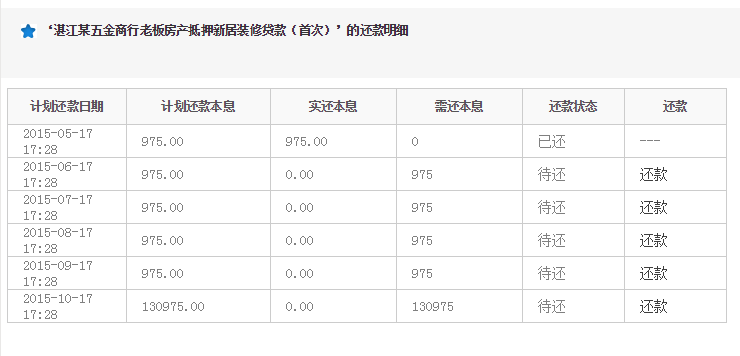 ‘湛江某五金商行老板房产抵押新居装修贷款（首次）’的还款明细
计划还款日期 计划还款本息 实还本息 需还本息 还款状态 还款
2015-05-17 17:28 975.00 975.00 0 已还 ---
2015-06-17 17:28 975.00 0.00 975 待还 还款
2015-07-17 17:28 975.00 0.00 975 待还 还款
2015-08-17 17:28 975.00 0.00 975 待还 还款
2015-09-17 17:28 975.00 0.00 975 待还 还款
2015-10-17 17:28 130975.00 0.00 130975 待还 还款